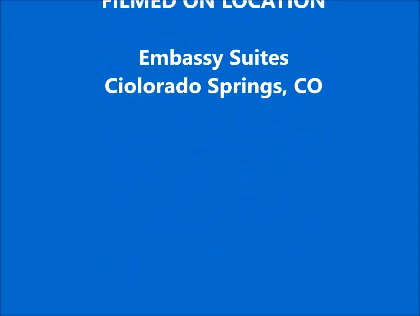 FILMED ON LOCATION
Embassy Suites
Ciolorado Springs, CO